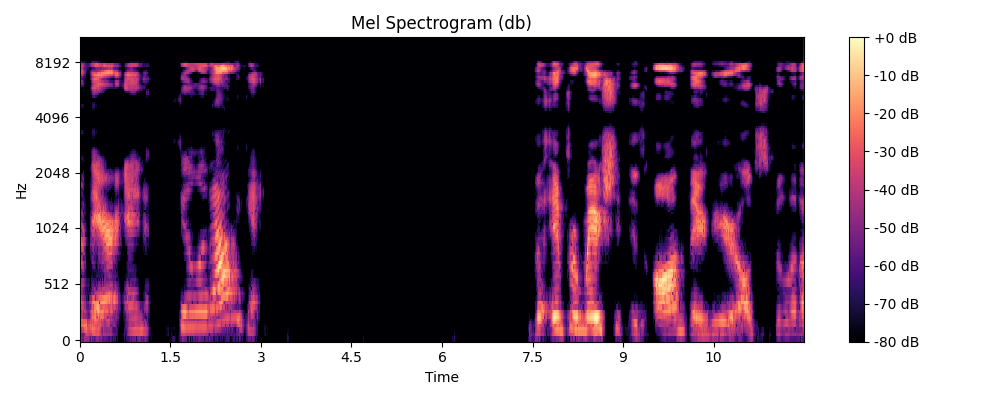 Mel Spectrogram (db)
8192
4096
2048
1024
512
0
Hz
0 1.5 3 4.5 6 7.5 9 10
Time
+0 dB
-10 dB
-20 dB
-30 dB
-40 dB
-50 dB
-60 dB
-70 dB
-80 dB